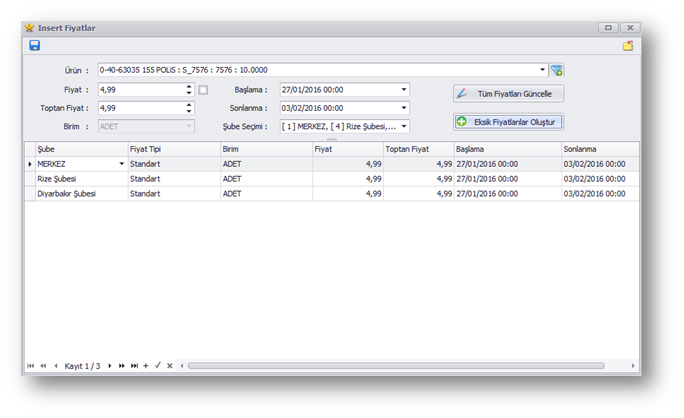 Insert Fiyatlar
Ürün : 0-40-63035 155 POLiS : S_7576 : 7576 : 10.0000
Fiyat : 4,99 Başlama : 27/01/2016 00:00 Tüm Fiyatları Güncelle
Toptan Fiyat : 4,99 Sonlanma : 03/02/2016 00:00
Birim : ADET Şube Seçimi : [ 1 ] MERKEZ, [ 4 ] Rize Şubesi,... Eksik Fiyatlanlar Oluştur
Şube Fiyat Tipi Birim Fiyat Toptan Fiyat Başlama Sonlanma
MERKEZ Standart ADET 4,99 4,99 27/01/2016 00:00 03/02/2016 00:00
Rize Şubesi Standart ADET 4,99 4,99 27/01/2016 00:00 03/02/2016 00:00
Diyarbakır Şubesi Standart ADET 4,99 4,99 27/01/2016 00:00 03/02/2016 00:00
Kayıt 1 / 3